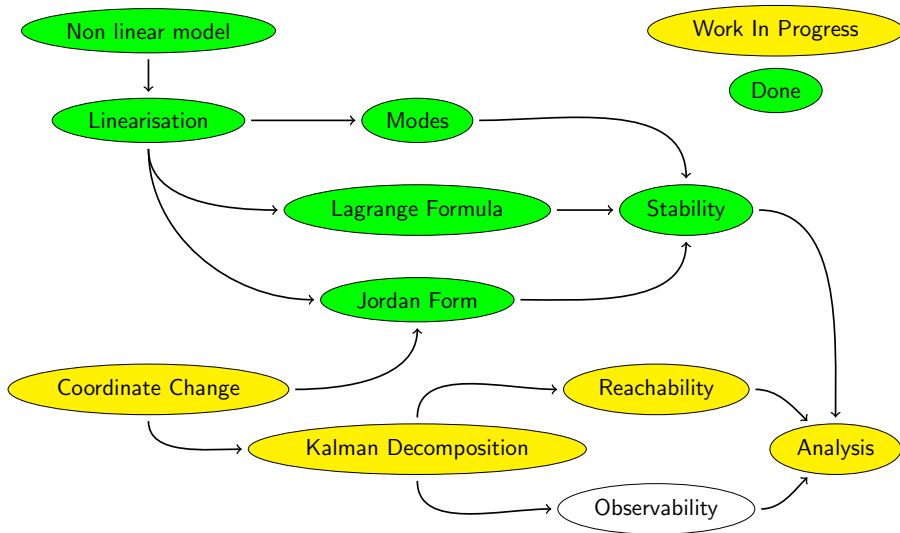 Non linear model
Work In Progress
Done
Linearisation
Modes
Lagrange Formula
Stability
Jordan Form
Coordinate Change
Reachability
Kalman Decomposition
Analysis
Observability